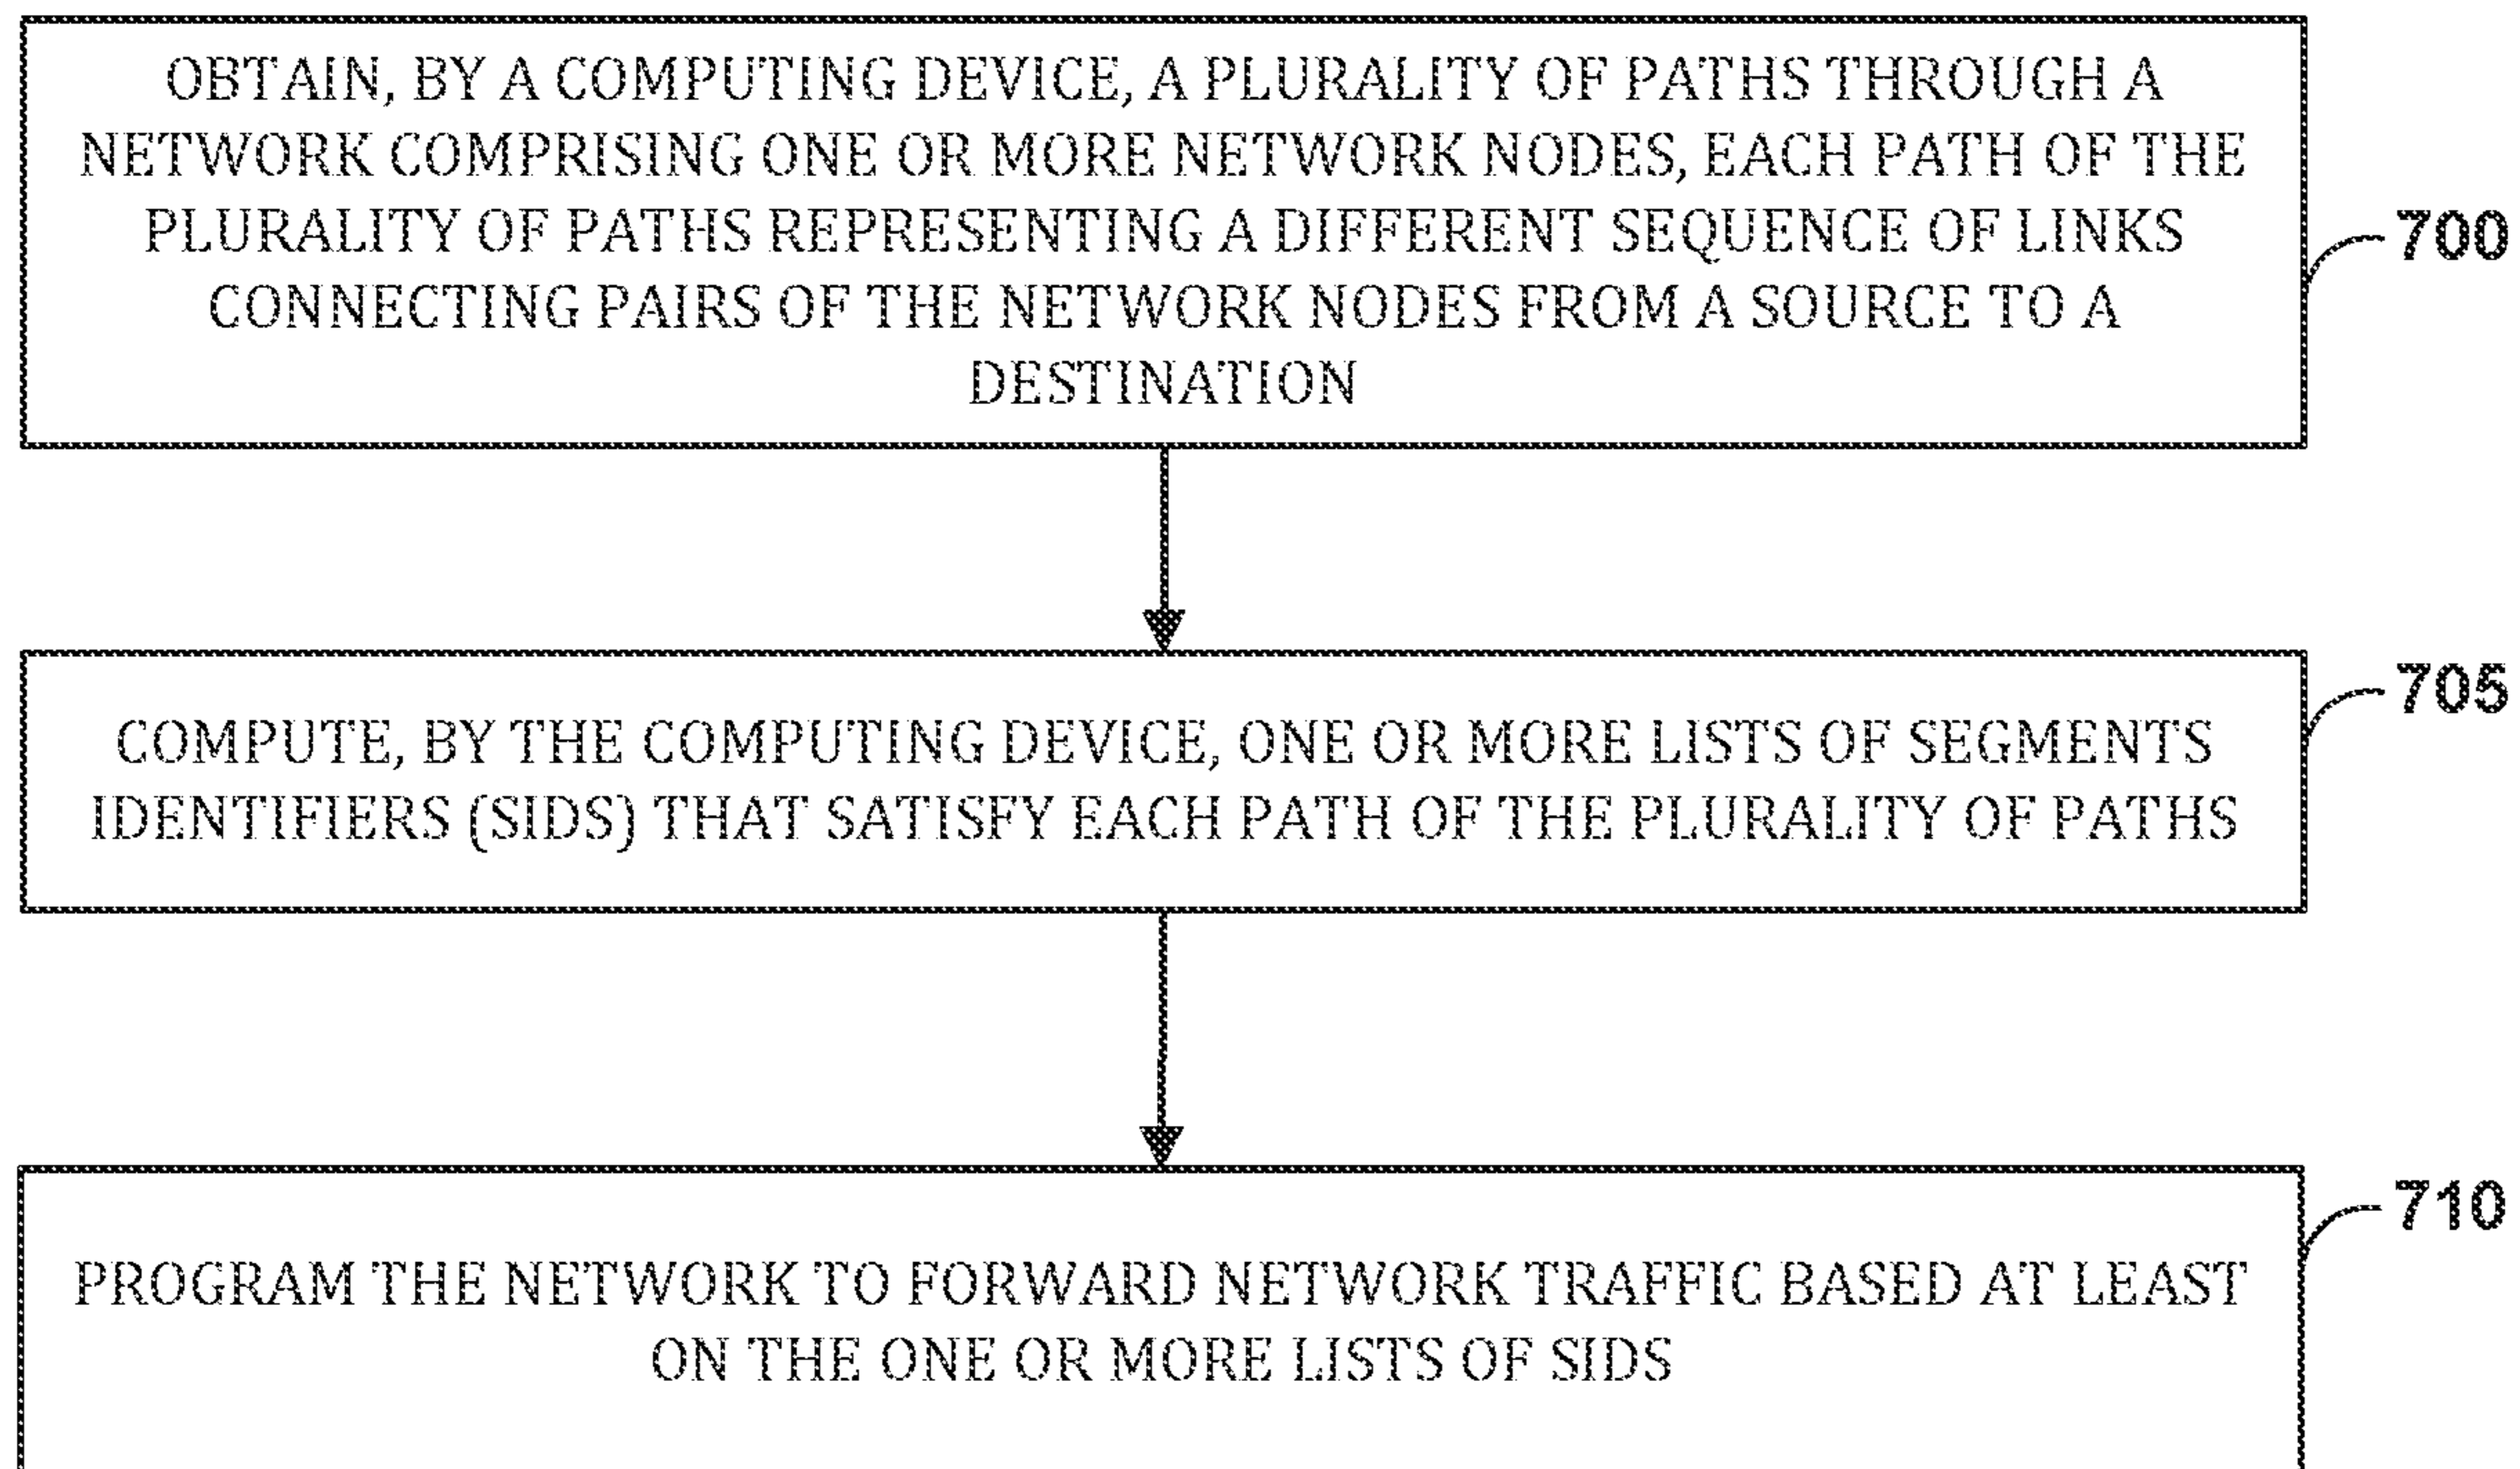 OBTAIN, BY A COMPUTING DEVICE, A PLURALITY OF PATHS THROUGH A
NETWORK COMPRISING ONE OR MORE NETWORK NODES, EACH PATH OF THE
PLURALITY OF PATHS REPRESENTING A DIFFERENT SEQUENCE OF LINKS
CONNECTING PAIRS OF THE NETWORK NODES FROM A SOURCE TO A
DESTINATION
700
COMPUTE, BY THE COMPUTING DEVICE, ONE OR MORE LISTS OF SEGMENTS
IDENTIFIERS (SIDS) THAT SATISFY EACH PATH OF THE PLURALITY OF PATHS
705
PROGRAM THE NETWORK TO FORWARD NETWORK TRAFFIC BASED AT LEAST
ON THE ONE OR MORE LISTS OF SIDS
710